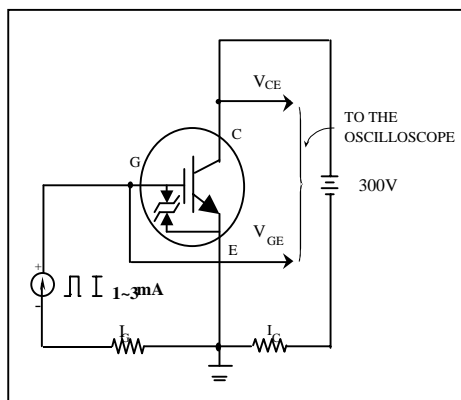 VCE
TO THE
OSCILLOSCOPE
C
G
300V
VGE
E
+
-
1~3mA
IG
IC